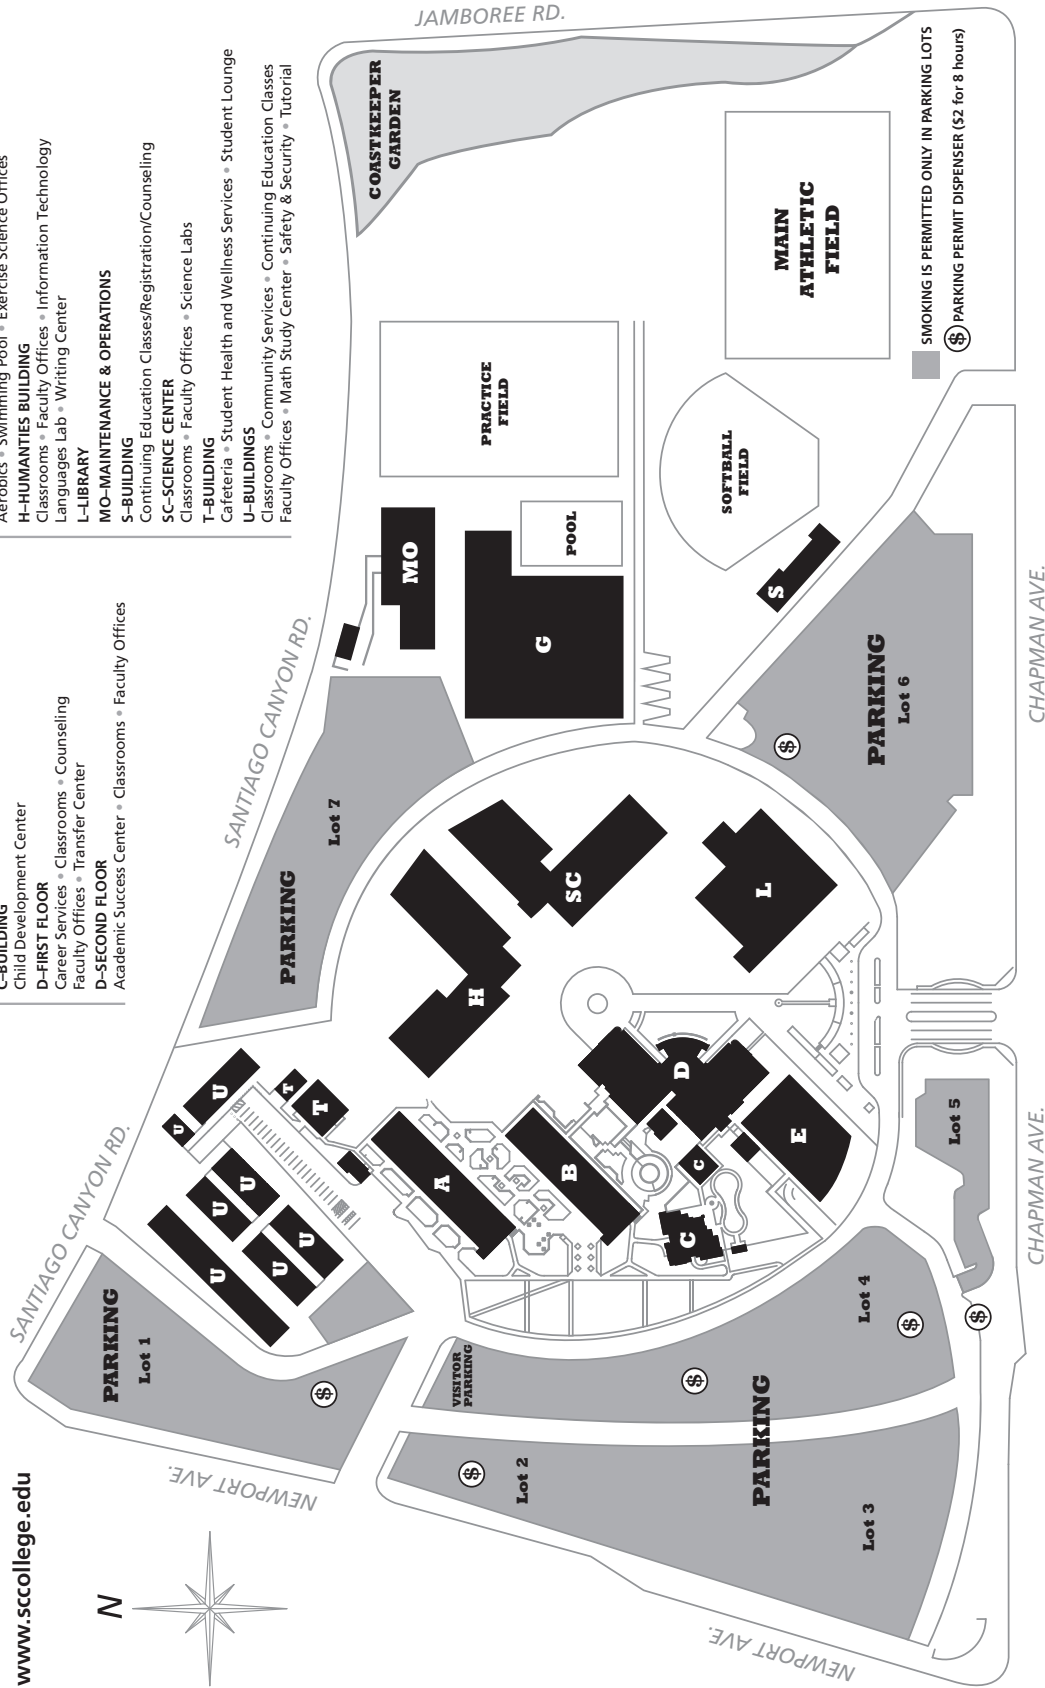 www.sccollege.edu
N
C–BUILDING
Child Development Center
D–FIRST FLOOR
Career Services • Classrooms • Counseling
Faculty Offices • Transfer Center
D–SECOND FLOOR
Academic Success Center • Classrooms • Faculty Offices
Aerobics • Swimming Pool • Exercise Science Offices
H–HUMANITIES BUILDING
Classrooms • Faculty Offices • Information Technology
Languages Lab • Writing Center
L–LIBRARY
MO–MAINTENANCE & OPERATIONS
S–BUILDING
Continuing Education Classes/Registration/Counseling
SC–SCIENCE CENTER
Classrooms • Faculty Offices • Science Labs
T–BUILDING
Cafeteria • Student Health and Wellness Services • Student Lounge
U–BUILDINGS
Classrooms • Community Services • Continuing Education Classes
Faculty Offices • Math Study Center • Safety & Security • Tutorial
SANTIAGO CANYON RD.
SANTIAGO CANYON RD.
SANTIAGO CANYON RD.
JAMBOREE RD.
NEWPORT AVE.
NEWPORT AVE.
PARKING
Lot 1
$
U
U
U
U
U
U
U
T
T
PARKING
Lot 7
MO
COASTKEEPER
GARDEN
VISITOR
PARKING
$
Lot 2
A
H
G
PRACTICE
FIELD
B
SC
POOL
$
C
C
D
PARKING
L
E
$
S
SOFTBALL
FIELD
MAIN
ATHLETIC
FIELD
Lot 3
Lot 4
$
PARKING
Lot 6
Lot 5
$
SMOKING IS PERMITTED ONLY IN PARKING LOTS
$ PARKING PERMIT DISPENSER ($2 for 8 hours)
CHAPMAN AVE.
CHAPMAN AVE.